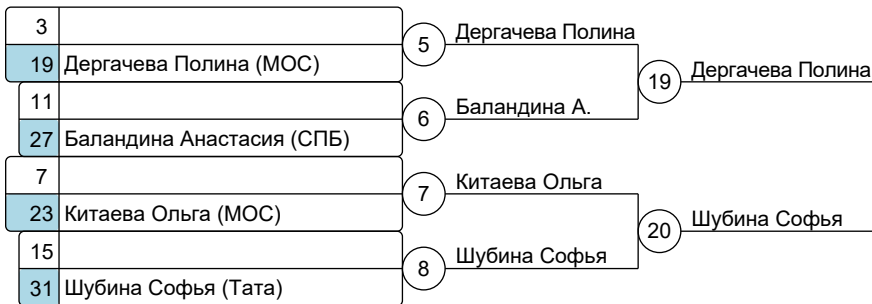 3
5 Дергачева Полина
19 Дергачева Полина (МОС)
19 Дергачева Полина
11
6 Баландина А.
27 Баландина Анастасия (СПБ)
7
7 Китаева Ольга
23 Китаева Ольга (МОС)
20 Шубина Софья
15
8 Шубина Софья
31 Шубина Софья (Тата)